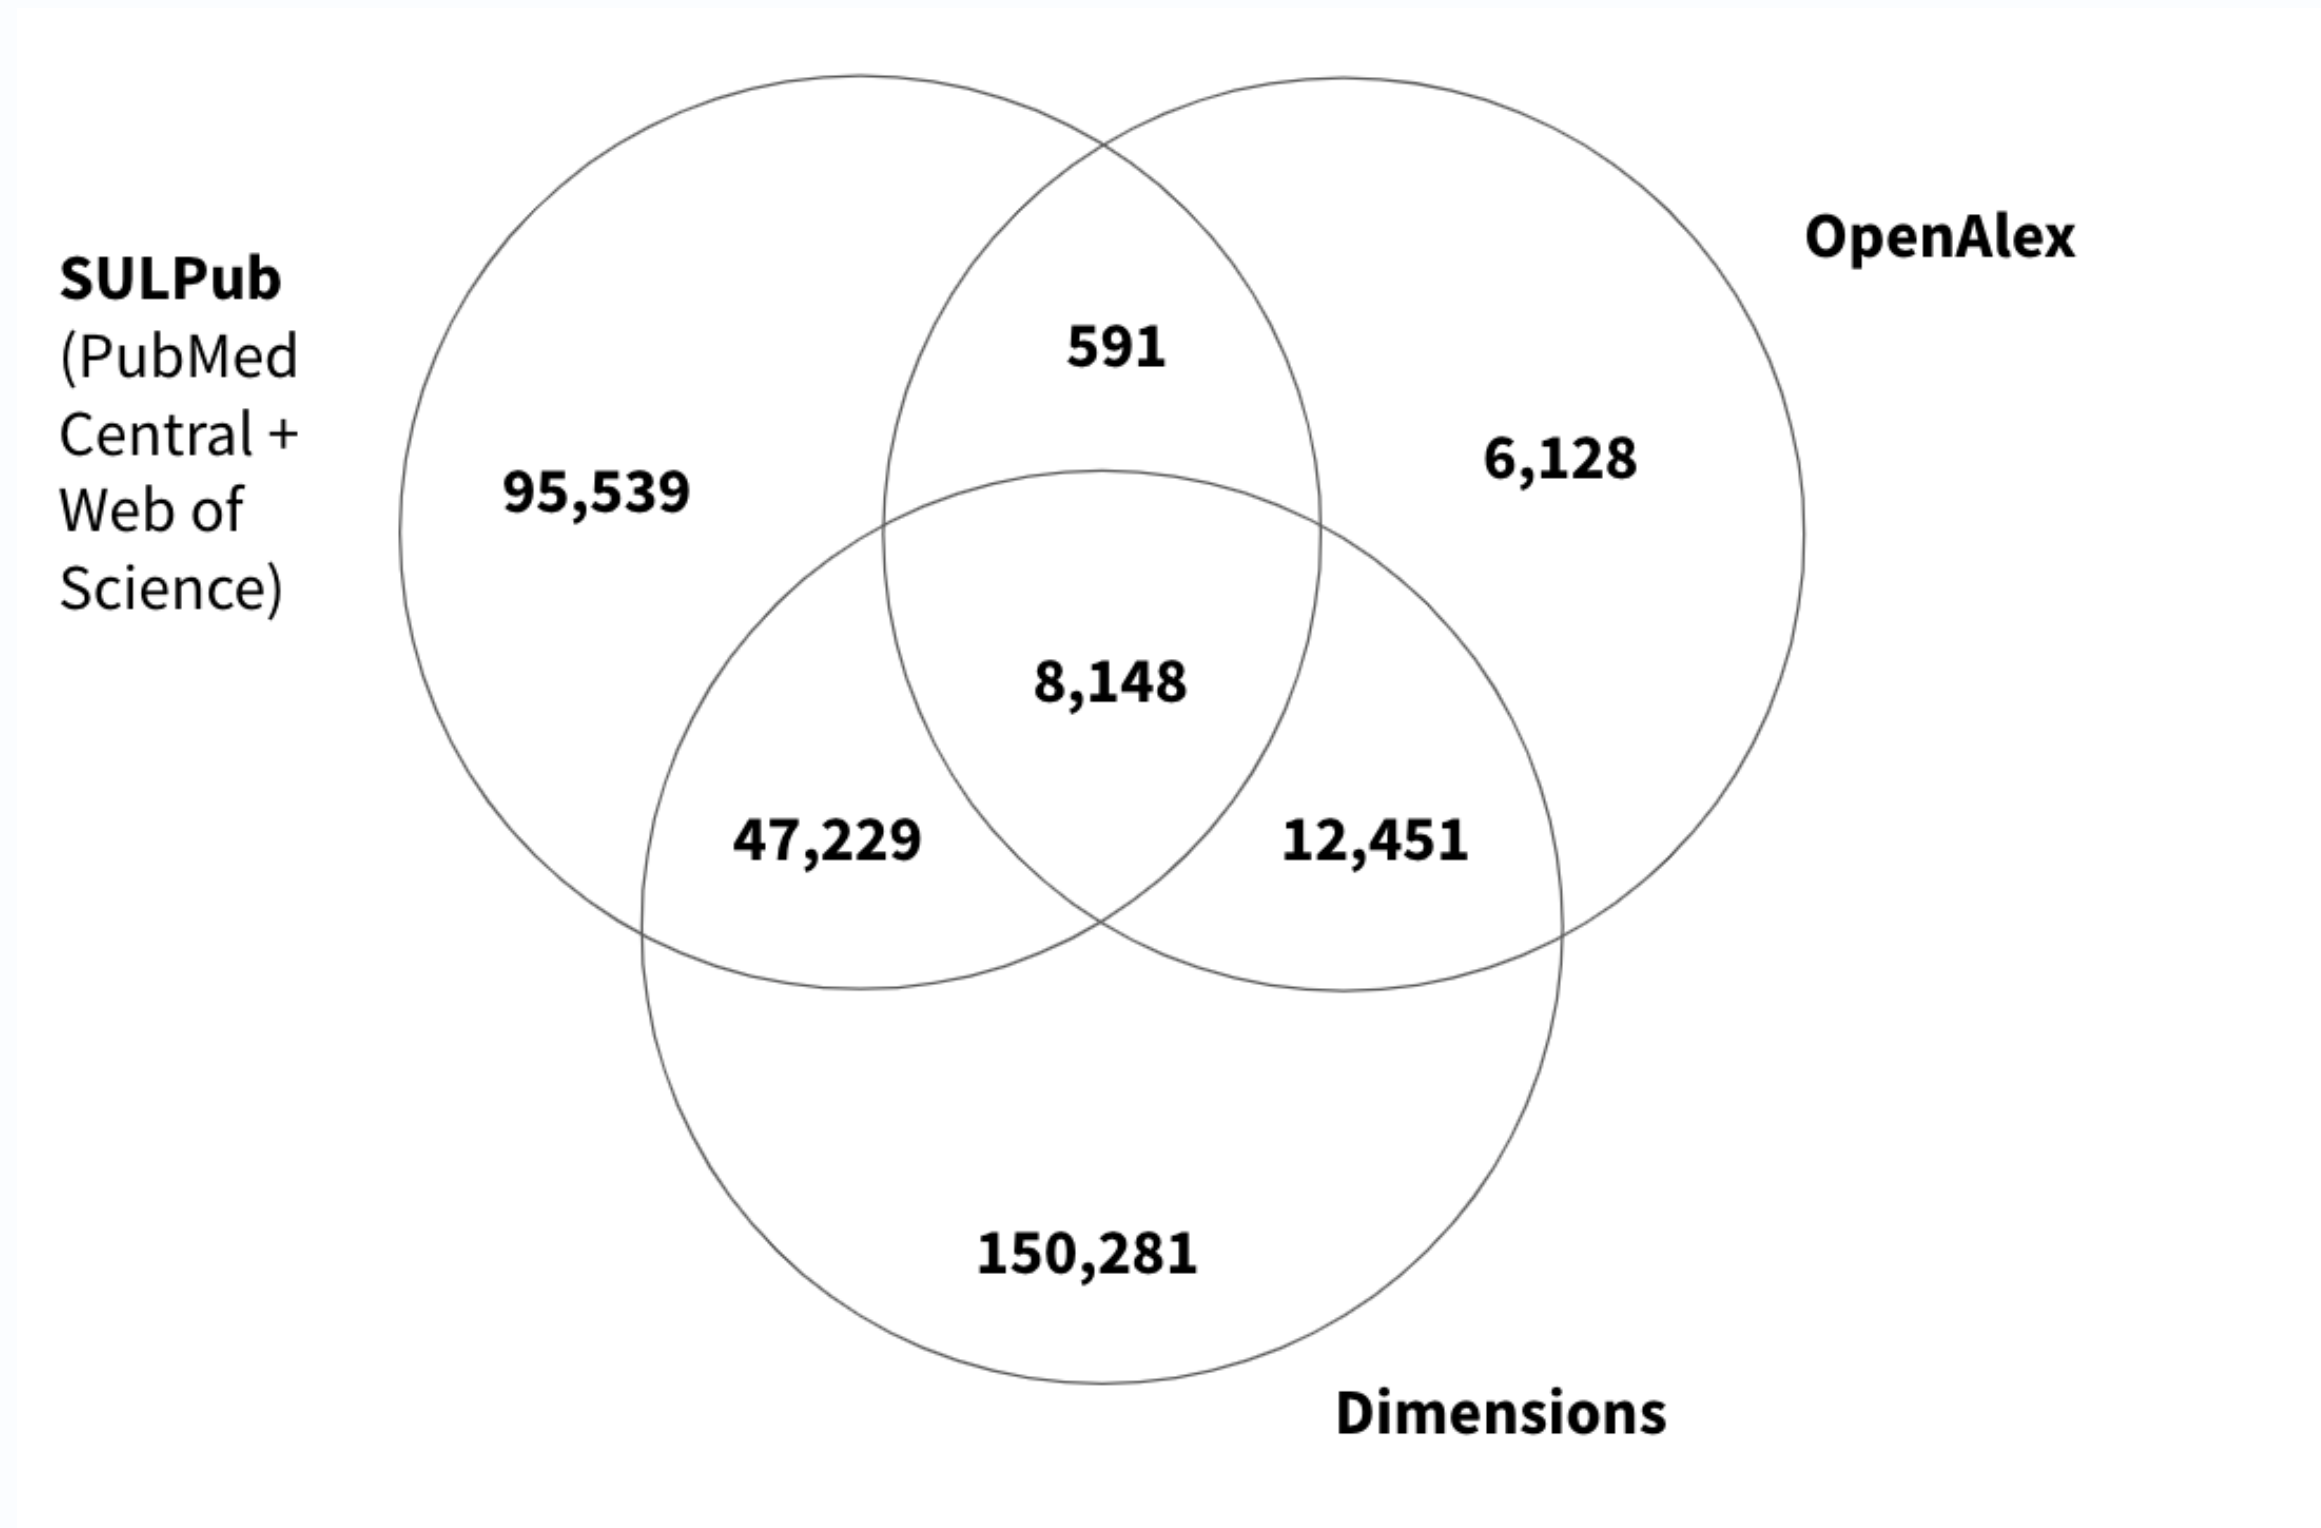 SULPub
(PubMed
Central +
Web of
Science)
OpenAlex
591
6,128
95,539
8,148
47,229
12,451
150,281
Dimensions